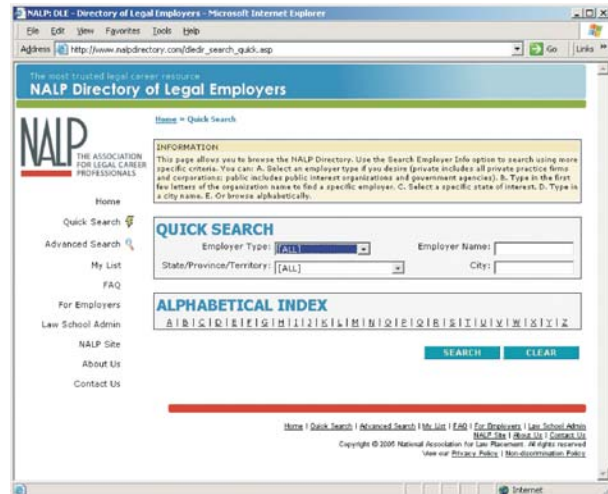 NALP: DLE - Directory of Legal Employers - Microsoft Internet Explorer
File Edit View Favorites Tools Help
Address http://www.nalpdirectory.com/dledir_search_quick.asp Go Links »
The most trusted legal career resource
NALP Directory of Legal Employers
NALP
THE ASSOCIATION
FOR LEGAL CAREER
PROFESSIONALS
Home
Quick Search
Advanced Search
My List
FAQ
For Employers
Law School Admin
NALP Site
About Us
Contact Us
Home » Quick Search
INFORMATION
This page allows you to browse the NALP Directory. Use the Search Employer Info option to search using more
specific criteria. You can: A. Select an employer type if you desire (private includes all private practice firms
and corporations; public includes public interest organizations and government agencies). B. Type in the first
few letters of the organization name to find a specific employer. C. Select a specific state of interest. D. Type in
a city name. E. Or browse alphabetically.
QUICK SEARCH
Employer Type: [ALL] Employer Name:
State/Province/Territory: [ALL] City:
ALPHABETICAL INDEX
A | B | C | D | E | F | G | H | I | J | K | L | M | N | O | P | Q | R | S | T | U | V | W | X | Y | Z
SEARCH CLEAR
Home | Quick Search | Advanced Search | My List | FAQ | For Employers | Law School Admin
NALP Site | About Us | Contact Us
Copyright © 2005 National Association for Law Placement. All rights reserved
View our Privacy Policy | Non-discrimination Policy
Internet